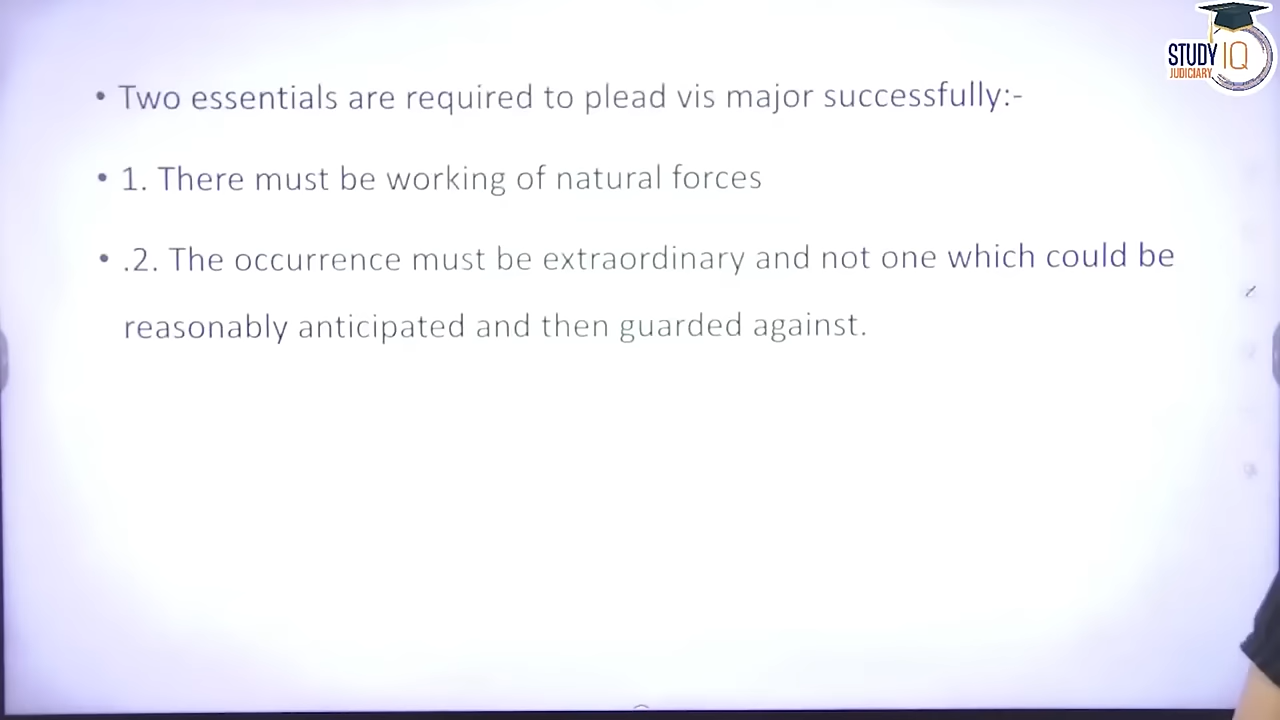 • Two essentials are required to plead vis major successfully:-
• 1. There must be working of natural forces
• .2. The occurrence must be extraordinary and not one which could be
reasonably anticipated and then guarded against.
STUDY IQ
JUDICIARY